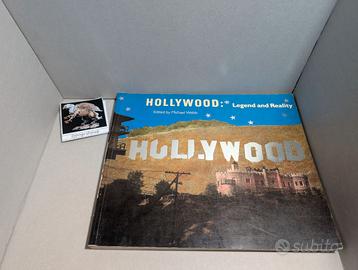 HOLLYWOOD:* Legend and Reality
Edited by Michael Webb
HOLLYWOOD
subito